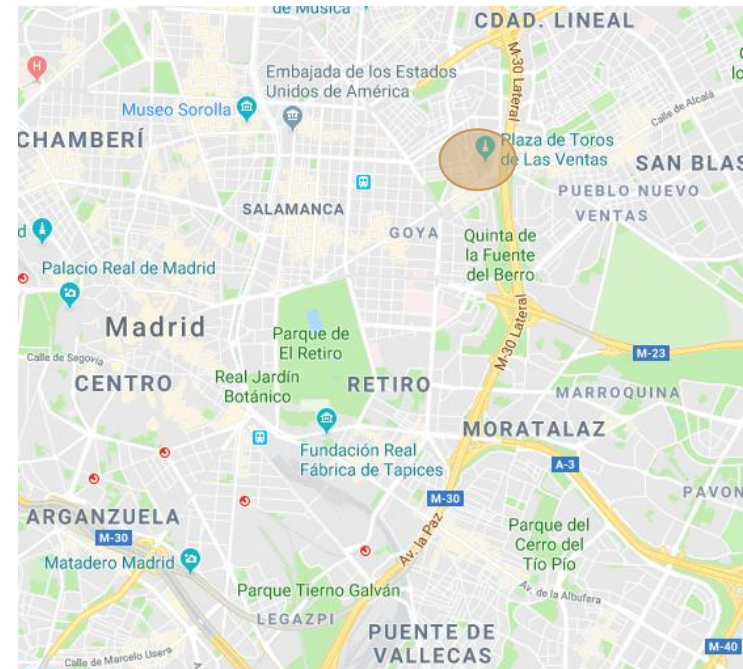 de Música
CDAD. LINEAL
M-30 Lateral
H
Embajada de los Estados
Unidos de América
Calle de Alcalá
Museo Sorolla
CHAMBERÍ
Plaza de Toros
de Las Ventas
SAN BLAS
PUEBLO NUEVO
SALAMANCA
VENTAS
GOYA
Quinta de
la Fuente
del Berro
d
Palacio Real de Madrid
M-30 Lateral
Madrid
Parque de
El Retiro
M-23
Calle de Segovia
CENTRO
Real Jardín
Botánico
RETIRO
MARROQUINA
MORATALAZ
Fundación Real
Fábrica de Tapices
A-3
M-30
PAVON
ARGANZUELA
M-30
Av. la Paz
Parque del
Cerro del
Tío Pío
Matadero Madrid
Parque Tierno Galván
Av. de la Albufera
LEGAZPI
PUENTE DE
VALLECAS
M-40
Calle de Marcelo Usera